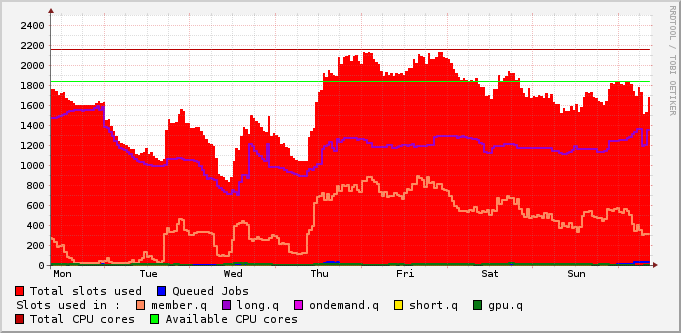 RRDTOOL / TOBI OETIKER
2400
2200
2000
1800
1600
1400
1200
1000
800
600
400
200
0
Mon Tue Wed Thu Fri Sat Sun
Total slots used Queued Jobs
Slots used in : member.q long.q ondemand.q short.q gpu.q
Total CPU cores Available CPU cores